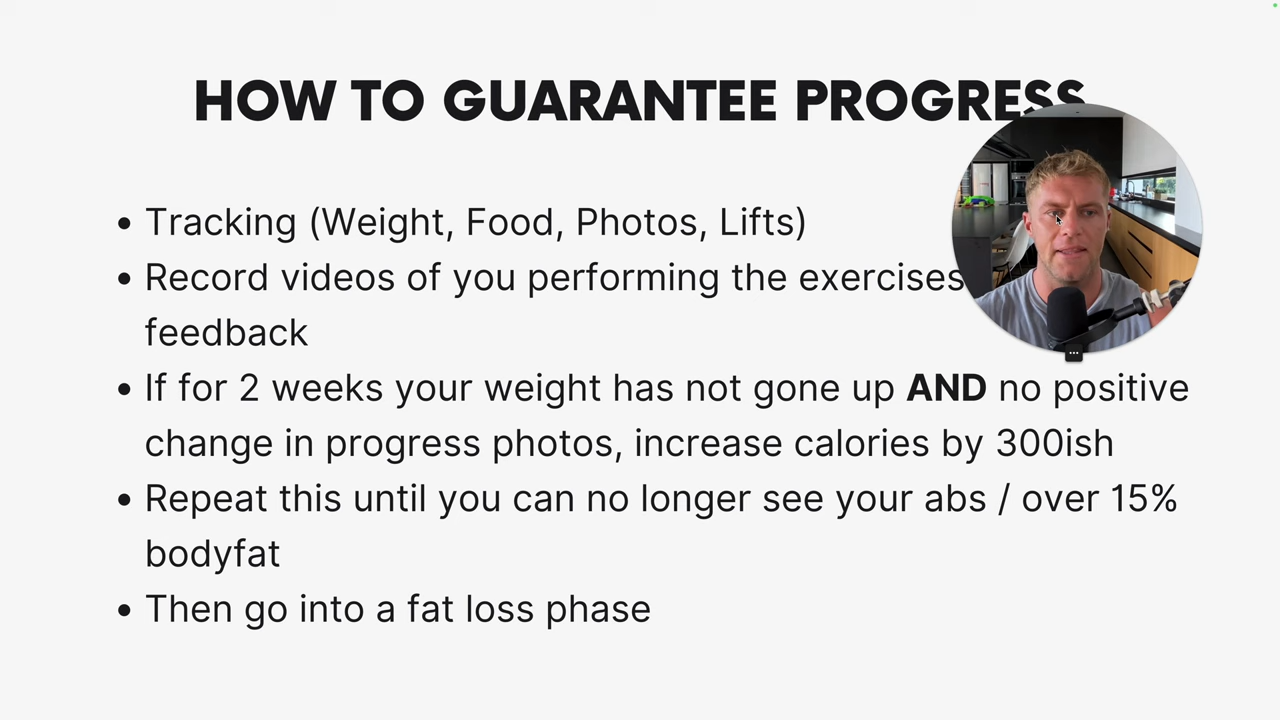 HOW TO GUARANTEE PROGRESS
• Tracking (Weight, Food, Photos, Lifts)
• Record videos of you performing the exercises
feedback
• If for 2 weeks your weight has not gone up AND no positive
change in progress photos, increase calories by 300ish
• Repeat this until you can no longer see your abs / over 15%
bodyfat
• Then go into a fat loss phase